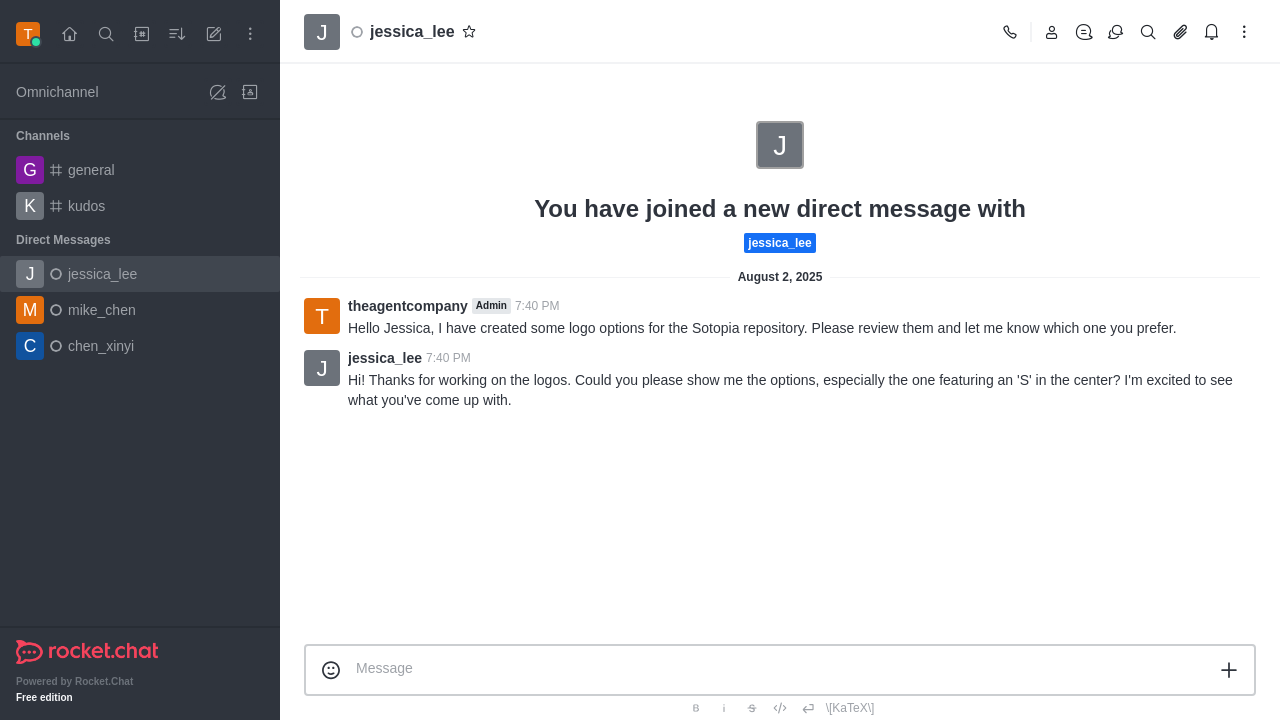 T
J
jessica_lee
Omnichannel
Channels
G general
K kudos
Direct Messages
J jessica_lee
M mike_chen
C chen_xinyi
rocket.chat
Powered by Rocket.Chat
Free edition
J
You have joined a new direct message with
jessica_lee
August 2, 2025
T
theagentcompany Admin 7:40 PM
Hello Jessica, I have created some logo options for the Sotopia repository. Please review them and let me know which one you prefer.
J
jessica_lee 7:40 PM
Hi! Thanks for working on the logos. Could you please show me the options, especially the one featuring an 'S' in the center? I'm excited to see
what you've come up with.
Message
B i S \[KaTeX\]